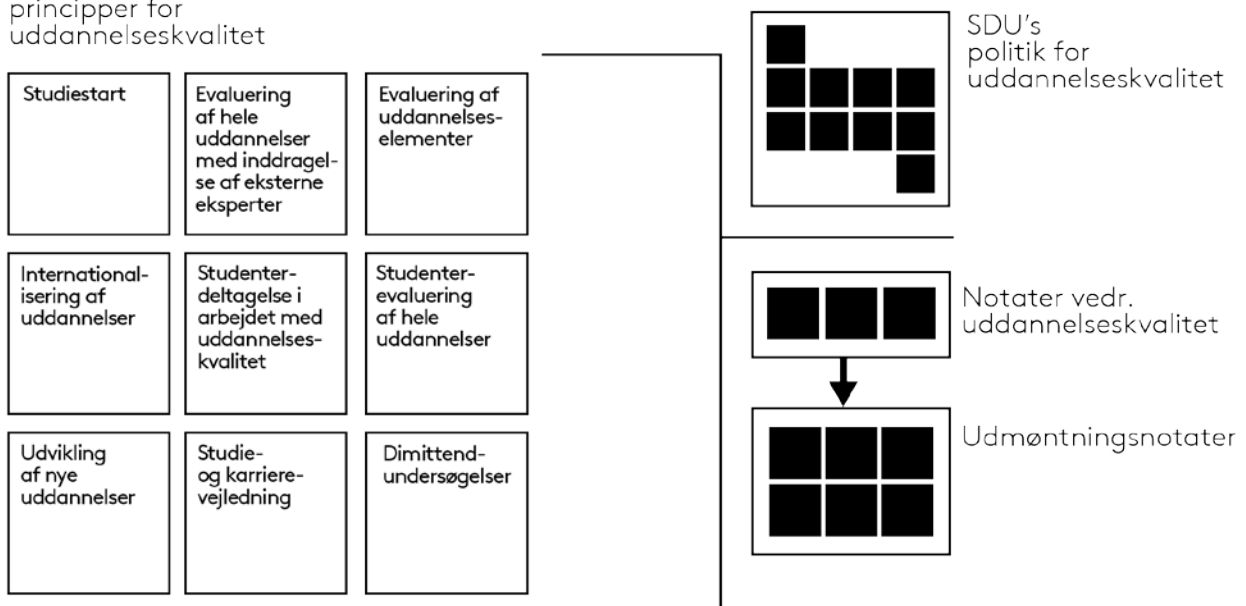 principper for
uddannelseskvalitet
Studiestart
Evaluering
af hele
uddannelser
med inddragel-
se af eksterne
eksperter
Evaluering af
uddannelses-
elementer
International-
isering af
uddannelser
Studenter-
deltagelse i
arbejdet med
uddannelses-
kvalitet
Studenter-
evaluering
af hele
uddannelser
Udvikling
af nye
uddannelser
Studie-
og karriere-
vejledning
Dimittend-
undersøgelser
SDU's
politik for
uddannelseskvalitet
Notater vedr.
uddannelseskvalitet
Udmøntningsnotater